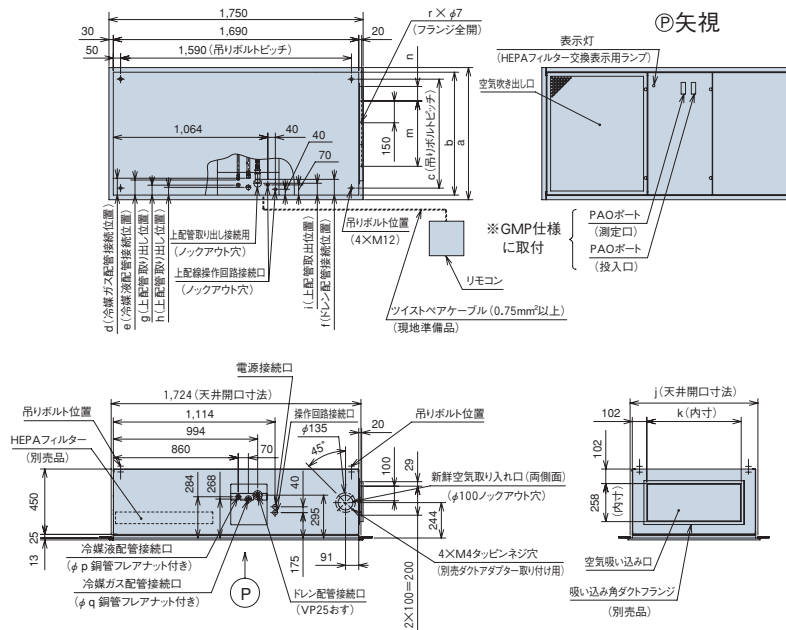 1,750
30
1,690
20
50
1,590(吊りボルトピッチ)
r×φ7
(フランジ全開)
n
1,064
40
40
70
150
m
c(吊りボルトピッチ)
b
a
d(冷媒ガス配管接続位置)
e(冷媒液配管接続位置)
g(上配管取り出し位置)
h(上配管取り出し位置)
上配管取り出し接続用
(ノックアウト穴)
上配線操作回路接続口
(ノックアウト穴)
i(上配管取出位置)
f(ドレン配管接続位置)
吊りボルト位置
(4×M12)
リモコン
ツイストペアケーブル(0.75mm²以上)
(現地準備品)
Ⓟ矢視
表示灯
(HEPAフィルター交換表示用ランプ)
空気吹き出し口
※GMP仕様
に取付
PAOポート
(測定口)
PAOポート
(投入口)
電源接続口
1,724(天井開口寸法)
操作回路接続口
吊りボルト位置
吊りボルト位置
1,114
φ135
20
HEPAフィルター
(別売品)
994
45°
860
70
100
29
新鮮空気取り入れ口(両側面)
(φ100ノックアウト穴)
450
284
268
40
295
244
25
13
175
91
4×M4タッピンネジ穴
(別売ダクトアダプター取り付け用)
冷媒液配管接続口
(φp 銅管フレアナット付き)
冷媒ガス配管接続口
(φq 銅管フレアナット付き)
P
ドレン配管接続口
(VP25おす)
2×100=200
j(天井開口寸法)
102
k(内寸)
102
258
(内寸)
空気吸い込み口
吸い込み角ダクトフランジ
(別売品)